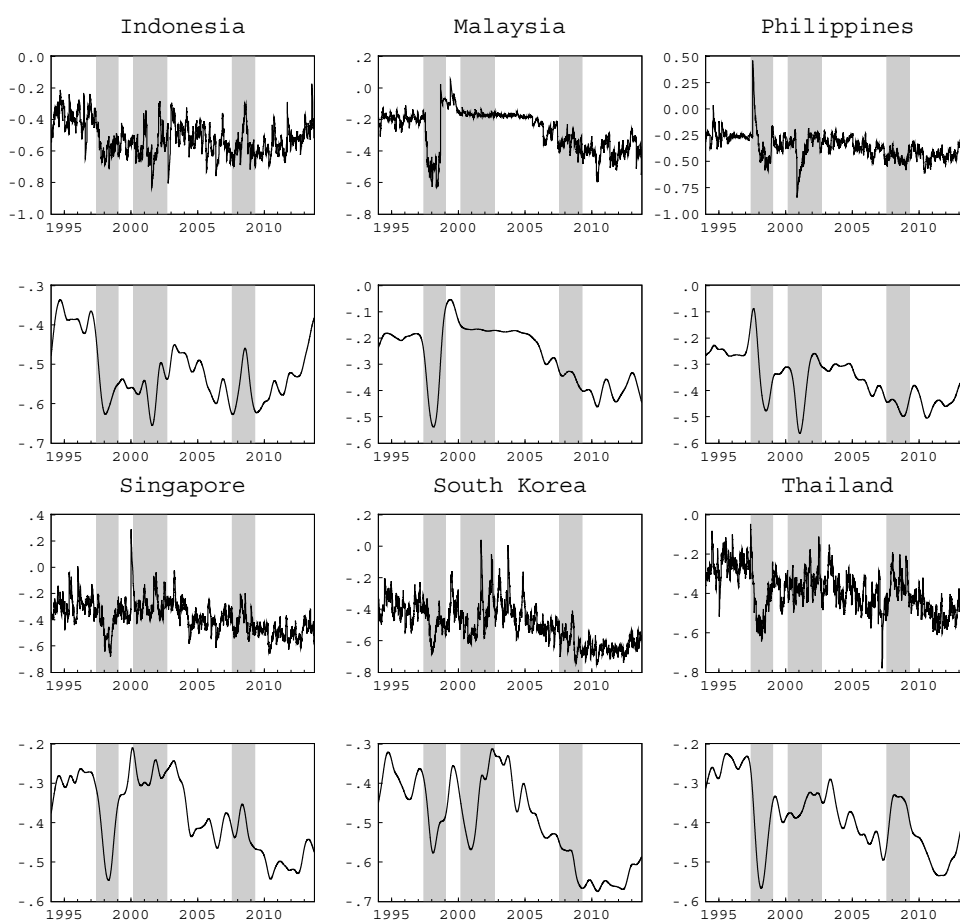 Indonesia Malaysia Philippines
0.0 .2 0.50
-0.2 .0 0.25
-0.4 -.2 0.00
-0.6 -.4 -0.25
-0.8 -.6 -0.50
-0.75
-1.0 -.8 -1.00
1995 2000 2005 2010 1995 2000 2005 2010 1995 2000 2005 2010
-.3 .0 .0
-.1 -.1
-.4 -.2 -.2
-.5 -.3 -.3
-.6 -.4 -.4
-.5 -.5
-.7 -.6 -.6
1995 2000 2005 2010 1995 2000 2005 2010 1995 2000 2005 2010
Singapore South Korea Thailand
.4 .2 .0
.2 .0 -.2
.0 -.2
-.2 -.4 -.4
-.4 -.6 -.6
-.6
-.8 -.8 -.8
1995 2000 2005 2010 1995 2000 2005 2010 1995 2000 2005 2010
-.2 -.3 -.2
-.3 -.4 -.3
-.4 -.5 -.4
-.5 -.6 -.5
-.6 -.7 -.6
1995 2000 2005 2010 1995 2000 2005 2010 1995 2000 2005 2010